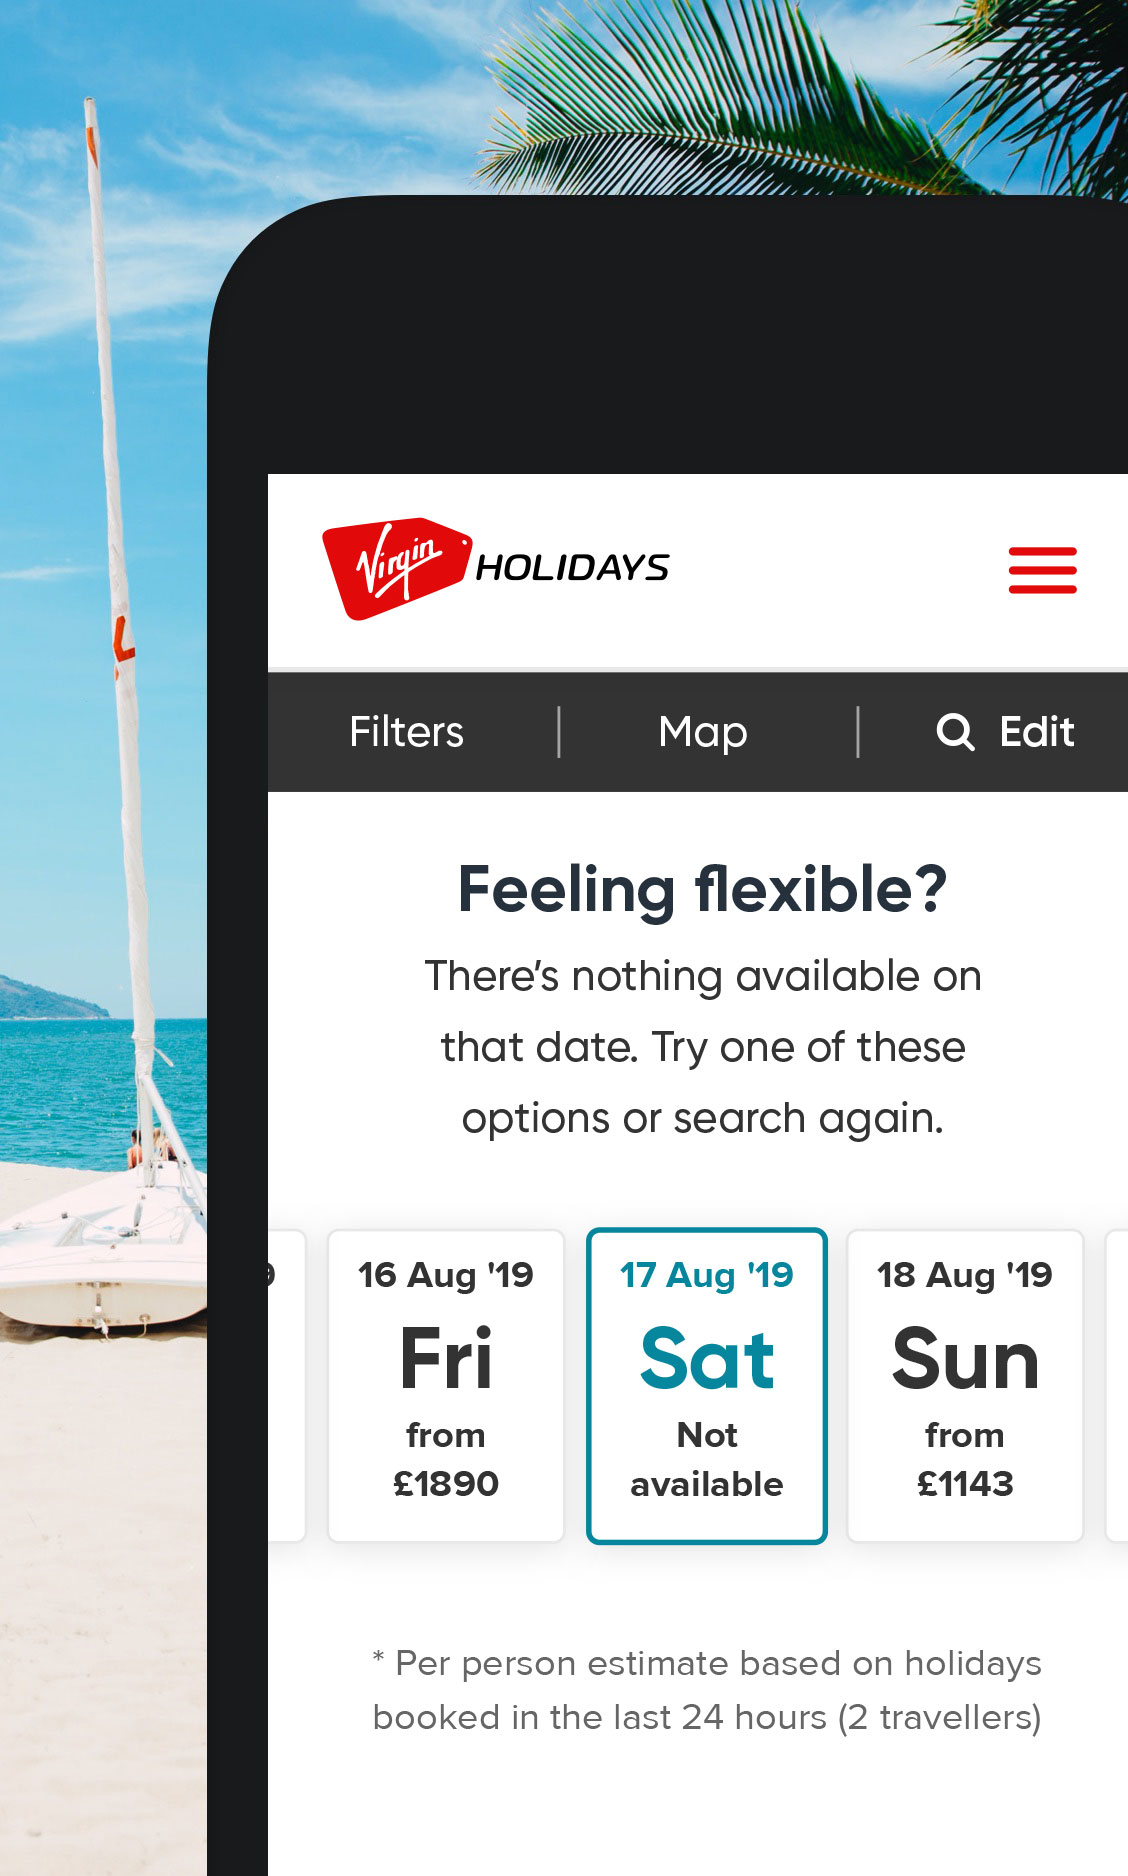 Virgin HOLIDAYS
Filters | Map | Edit
Feeling flexible?
There's nothing available on
that date. Try one of these
options or search again.
9
16 Aug '19
Fri
from
£1890
17 Aug '19
Sat
Not
available
18 Aug '19
Sun
from
£1143
* Per person estimate based on holidays
booked in the last 24 hours (2 travellers)